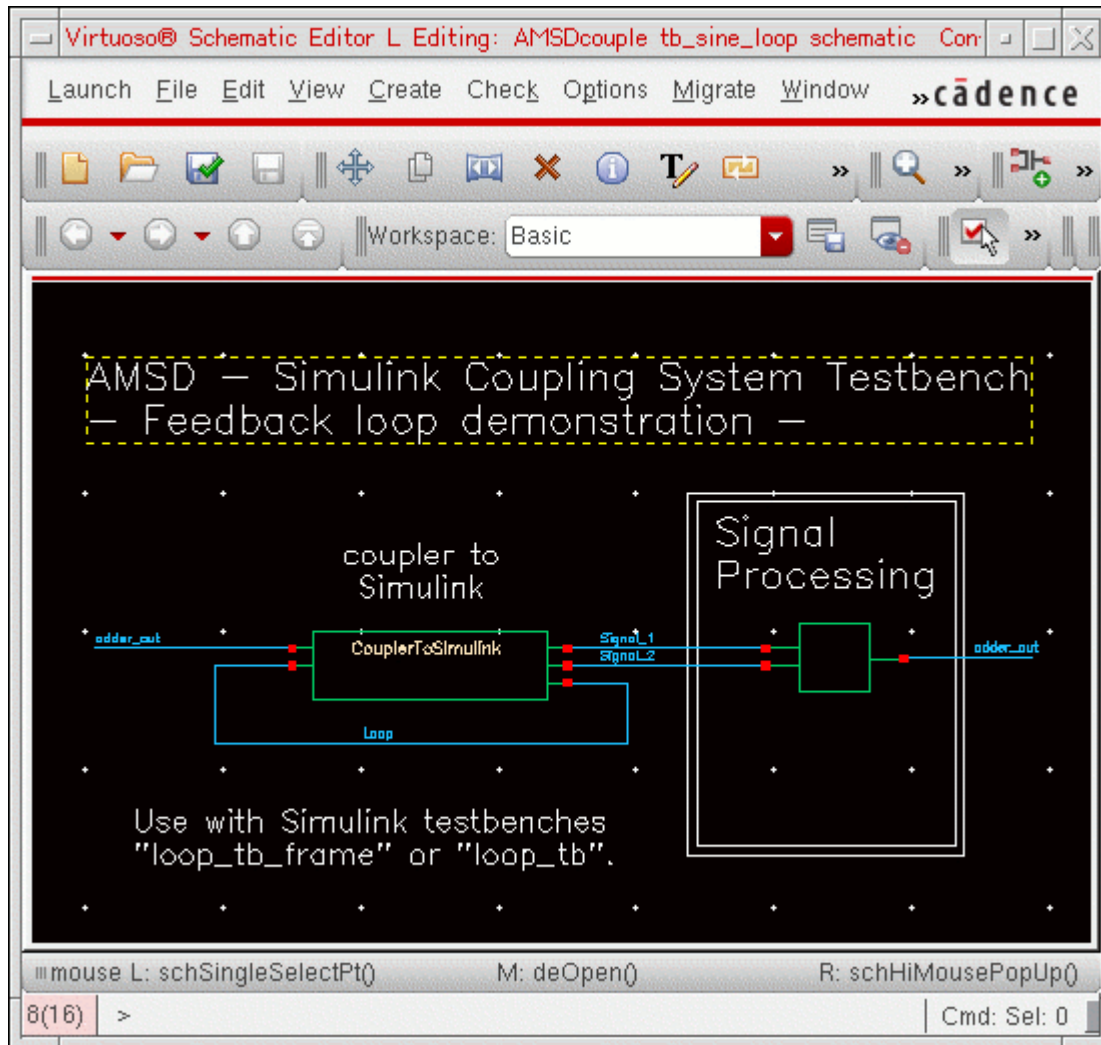 Virtuoso® Schematic Editor L Editing: AMSDcouple tb_sine_loop schematic Con
Launch File Edit View Create Check Options Migrate Window » cādence
» » »
Workspace: Basic »
AMSD — Simulink Coupling System Testbench
— Feedback loop demonstration —
Signal
Processing
coupler to
Simulink
adder_out
CouplerToSimulink
Signal_1
Signal_2
adder_out
Loop
Use with Simulink testbenches
"loop_tb_frame" or "loop_tb".
mouse L: schSingleSelectPt() M: deOpen() R: schHiMousePopUp()
8(16) > Cmd: Sel: 0